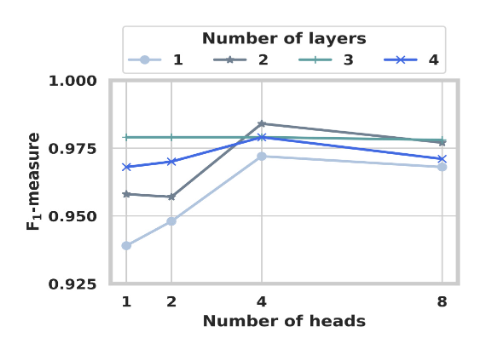 Number of layers
1 2 3 4
1.000
0.975
0.950
0.925
F₁-measure
1 2 4 8
Number of heads